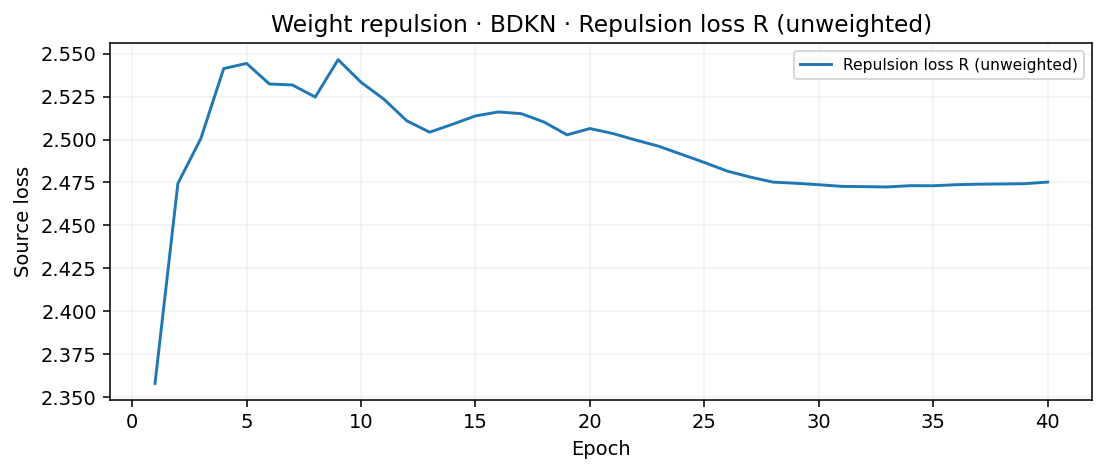 Weight repulsion · BDKN · Repulsion loss R (unweighted)
Repulsion loss R (unweighted)
Source loss
2.550
2.525
2.500
2.475
2.450
2.425
2.400
2.375
2.350
0 5 10 15 20 25 30 35 40
Epoch